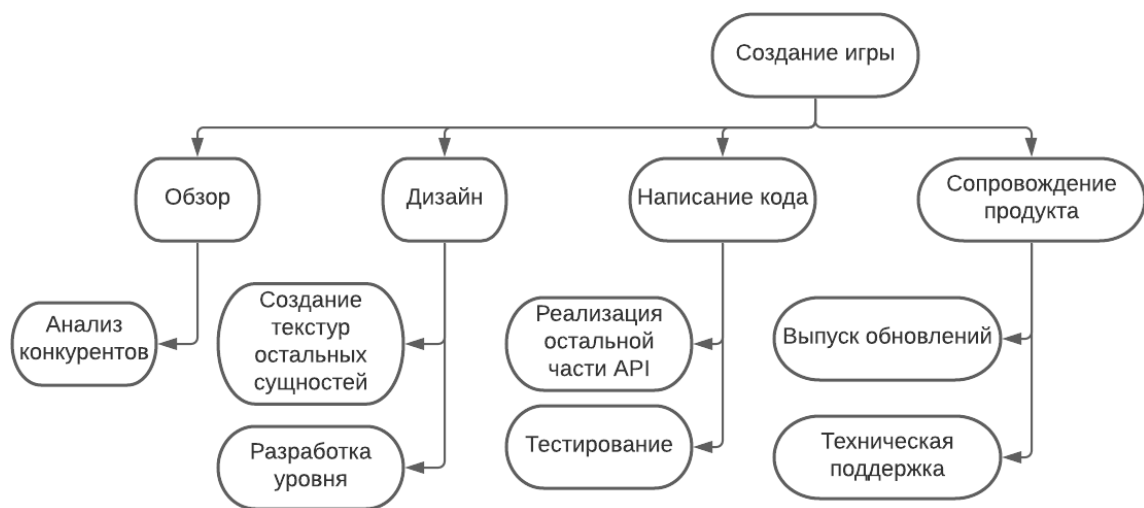 Создание игры
Обзор
Дизайн
Написание кода
Сопровождение
продукта
Анализ
конкурентов
Создание
текстур
остальных
сущностей
Разработка
уровня
Реализация
остальной
части API
Тестирование
Выпуск обновлений
Техническая
поддержка